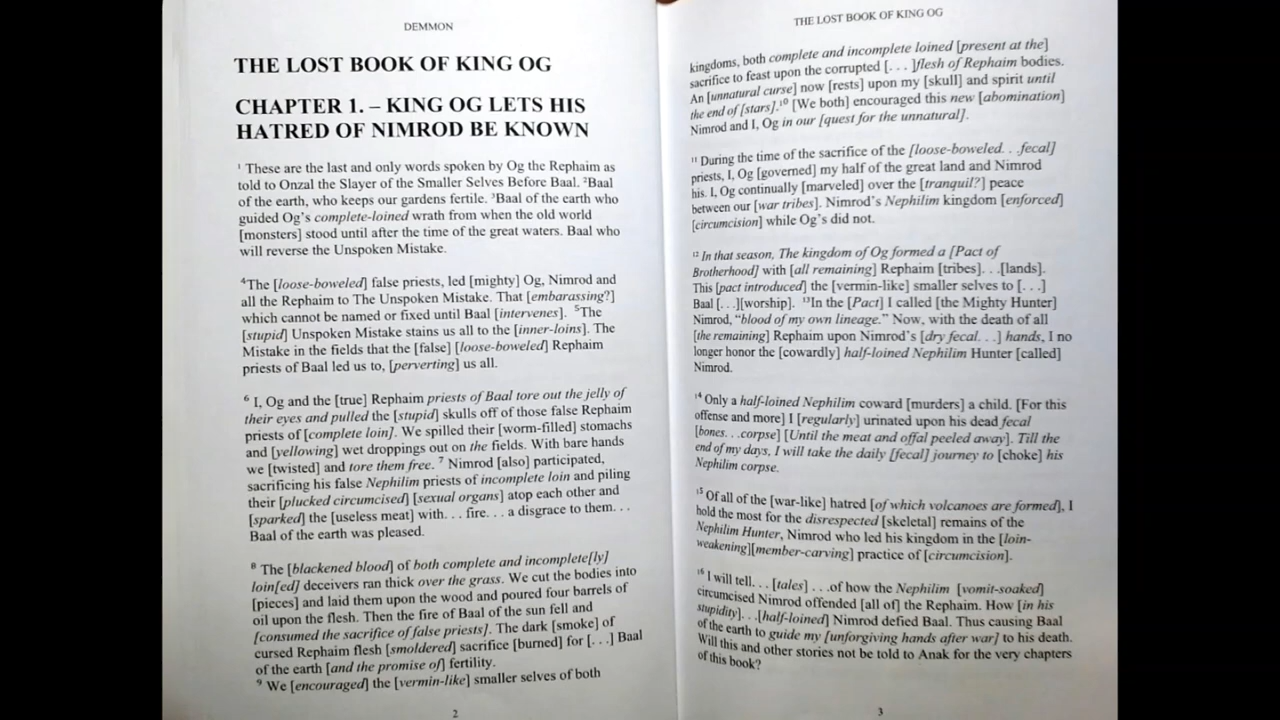 DEMMON
THE LOST BOOK OF KING OG
CHAPTER 1. – KING OG LETS HIS
HATRED OF NIMROD BE KNOWN
¹ These are the last and only words spoken by Og the Rephaim as
told to Onzal the Slayer of the Smaller Selves Before Baal. ²Baal
of the earth, who keeps our gardens fertile. ³Baal of the earth who
guided Og's complete-loined wrath from when the old world
[monsters] stood until after the time of the great waters. Baal who
will reverse the Unspoken Mistake.
⁴The [loose-boweled] false priests, led [mighty] Og, Nimrod and
all the Rephaim to The Unspoken Mistake. That [embarassing?]
which cannot be named or fixed until Baal [intervenes]. ⁵The
[stupid] Unspoken Mistake stains us all to the [inner-loins]. The
Mistake in the fields that the [false] [loose-boweled] Rephaim
priests of Baal led us to, [perverting] us all.
⁶ I, Og and the [true] Rephaim priests of Baal tore out the jelly of
their eyes and pulled the [stupid] skulls off of those false Rephaim
priests of [complete loin]. We spilled their [worm-filled] stomachs
and [yellowing] wet droppings out on the fields. With bare hands
we [twisted] and tore them free. ⁷ Nimrod [also] participated,
sacrificing his false Nephilim priests of incomplete loin and piling
their [plucked circumcised] [sexual organs] atop each other and
[sparked] the [useless meat] with. . . fire. . . a disgrace to them. . .
Baal of the earth was pleased.
⁸ The [blackened blood] of both complete and incomplete[ly]
loin[ed] deceivers ran thick over the grass. We cut the bodies into
[pieces] and laid them upon the wood and poured four barrels of
oil upon the flesh. Then the fire of Baal of the sun fell and
[consumed the sacrifice of false priests]. The dark [smoke] of
cursed Rephaim flesh [smoldered] sacrifice [burned] for [. . .] Baal
of the earth [and the promise of] fertility.
⁹ We [encouraged] the [vermin-like] smaller selves of both
2
THE LOST BOOK OF KING OG
kingdoms, both complete and incomplete loined [present at the]
sacrifice to feast upon the corrupted [. . .]flesh of Rephaim bodies.
An [unnatural curse] now [rests] upon my [skull] and spirit until
the end of [stars].¹⁰ [We both] encouraged this new [abomination]
Nimrod and I, Og in our [quest for the unnatural].
¹¹ During the time of the sacrifice of the [loose-boweled. . .fecal]
priests, I, Og [governed] my half of the great land and Nimrod
his. I, Og continually [marveled] over the [tranquil?] peace
between our [war tribes]. Nimrod's Nephilim kingdom [enforced]
[circumcision] while Og's did not.
¹² In that season, The kingdom of Og formed a [Pact of
Brotherhood] with [all remaining] Rephaim [tribes]. . .[lands].
This [pact introduced] the [vermin-like] smaller selves to [. . .]
Baal [. . .][worship]. ¹³In the [Pact] I called [the Mighty Hunter]
Nimrod, “blood of my own lineage.” Now, with the death of all
[the remaining] Rephaim upon Nimrod's [dry fecal. . .] hands, I no
longer honor the [cowardly] half-loined Nephilim Hunter [called]
Nimrod.
¹⁴ Only a half-loined Nephilim coward [murders] a child. [For this
offense and more] I [regularly] urinated upon his dead fecal
[bones. . .corpse] [Until the meat and offal peeled away]. Till the
end of my days, I will take the daily [fecal] journey to [choke] his
Nephilim corpse.
¹⁵ Of all of the [war-like] hatred [of which volcanoes are formed], I
hold the most for the disrespected [skeletal] remains of the
Nephilim Hunter, Nimrod who led his kingdom in the [loin-
weakening][member-carving] practice of [circumcision].
¹⁶ I will tell. . . [tales] . . .of how the Nephilim [vomit-soaked]
circumcised Nimrod offended [all of] the Rephaim. How [in his
stupidity]. . .[half-loined] Nimrod defied Baal. Thus causing Baal
of the earth to guide my [unforgiving hands after war] to his death.
Will this and other stories not be told to Anak for the very chapters
of this book?
3